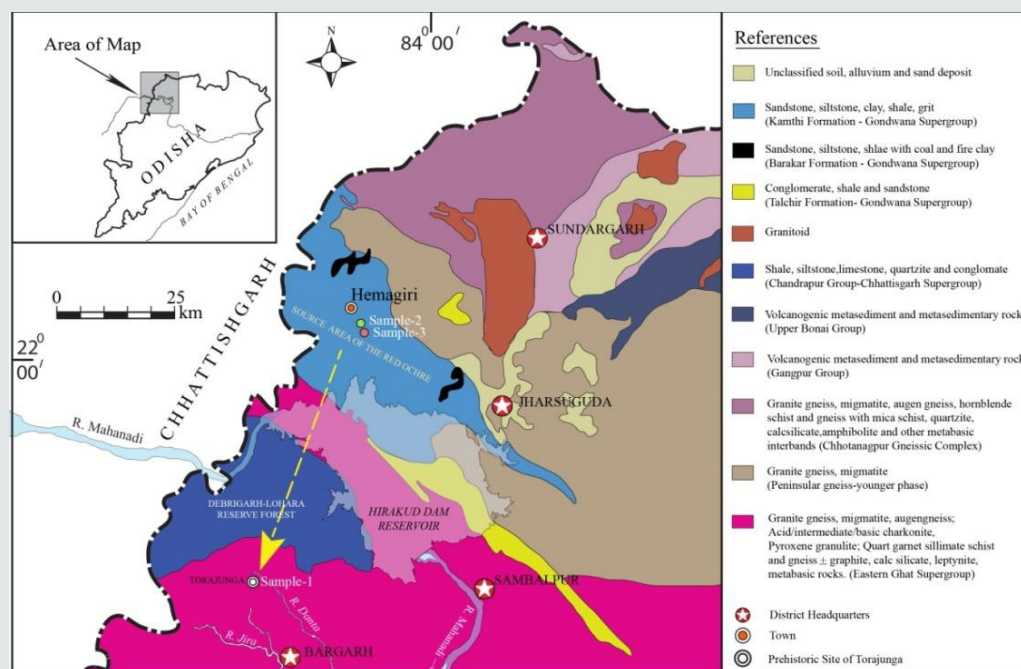 Area of Map
ODISHA
BAY OF BENGAL
N
84⁰ 00'
0 25
KM
22⁰
00'
CHHATTISHGARH
R. Mahanadi
Hemagiri
Sample-2
Sample-3
SOURCE AREA OF THE RED OCHRE
SUNDARGARH
JHARSUGUDA
DEBRIGARH-LOHARA
RESERVE FOREST
HIRAKUD DAM
RESERVOIR
TORAJUNGA
Sample-1
SAMBALPUR
R. Danta
R. Jira
R. Mahanadi
BARGARH
References
Unclassified soil, alluvium and sand deposit
Sandstone, siltstone, clay, shale, grit
(Kamthi Formation - Gondwana Supergroup)
Sandstone, siltstone, shlae with coal and fire clay
(Barakar Formation - Gondwana Supergroup)
Conglomerate, shale and sandstone
(Talchir Formation- Gondwana Supergroup)
Granitoid
Shale, siltstone,limestone, quartzite and conglomate
(Chandrapur Group-Chhattisgarh Supergroup)
Volcanogenic metasediment and metasedimentary rock
(Upper Bonai Group)
Volcanogenic metasediment and metasedimentary rock
(Gangpur Group)
Granite gneiss, migmatite, augen gneiss, hornblende
schist and gneiss with mica schist, quartzite,
calcsilicate,amphibolite and other metabasic
interbands (Chhotanagpur Gneissic Complex)
Granite gneiss, migmatite
(Peninsular gneiss-younger phase)
Granite gneiss, migmatite, augengneiss;
Acid/intermediate/basic charkonite,
Pyroxene granulite; Quart garnet sillimate schist
and gneiss ± graphite, calc silicate, leptynite,
metabasic rocks. (Eastern Ghat Supergroup)
District Headquarters
Town
Prehistoric Site of Torajunga